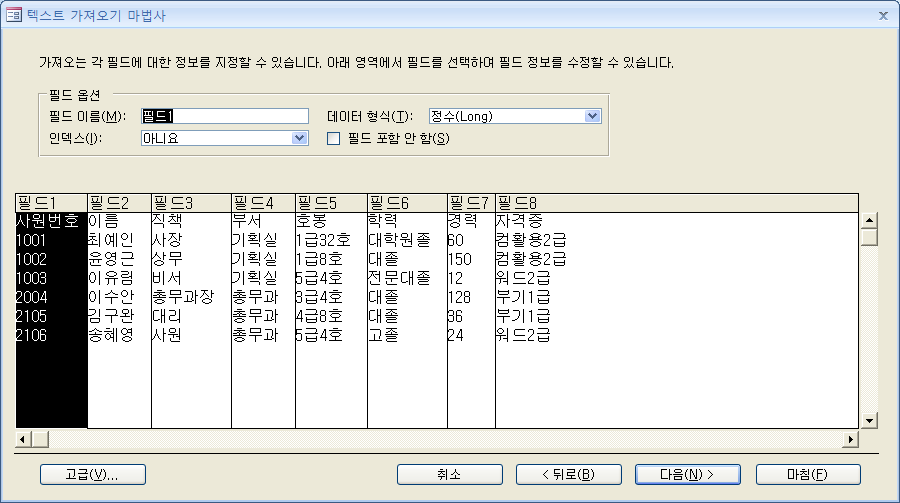 텍스트 가져오기 마법사
가져오는 각 필드에 대한 정보를 지정할 수 있습니다. 아래 영역에서 필드를 선택하여 필드 정보를 수정할 수 있습니다.
필드 옵션
필드 이름(M): 필드1 데이터 형식(T): 정수(Long)
인덱스(I): 아니요 필드 포함 안 함(S)
필드1 필드2 필드3 필드4 필드5 필드6 필드7 필드8
사원번호 이름 직책 부서 호봉 학력 경력 자격증
1001 최예인 사장 기획실 1급32호 대학원졸 60 컴활용2급
1002 윤영근 상무 기획실 1급8호 대졸 150 컴활용2급
1003 이유렴 비서 기획실 5급4호 전문대졸 12 워드2급
2004 이수안 총무과장 총무과 3급4호 대졸 128 부기1급
2105 김구완 대리 총무과 4급8호 대졸 36 부기1급
2106 송혜영 사원 총무과 5급4호 고졸 24 워드2급
고급(V)... 취소 < 뒤로(B) 다음(N) > 마침(F)